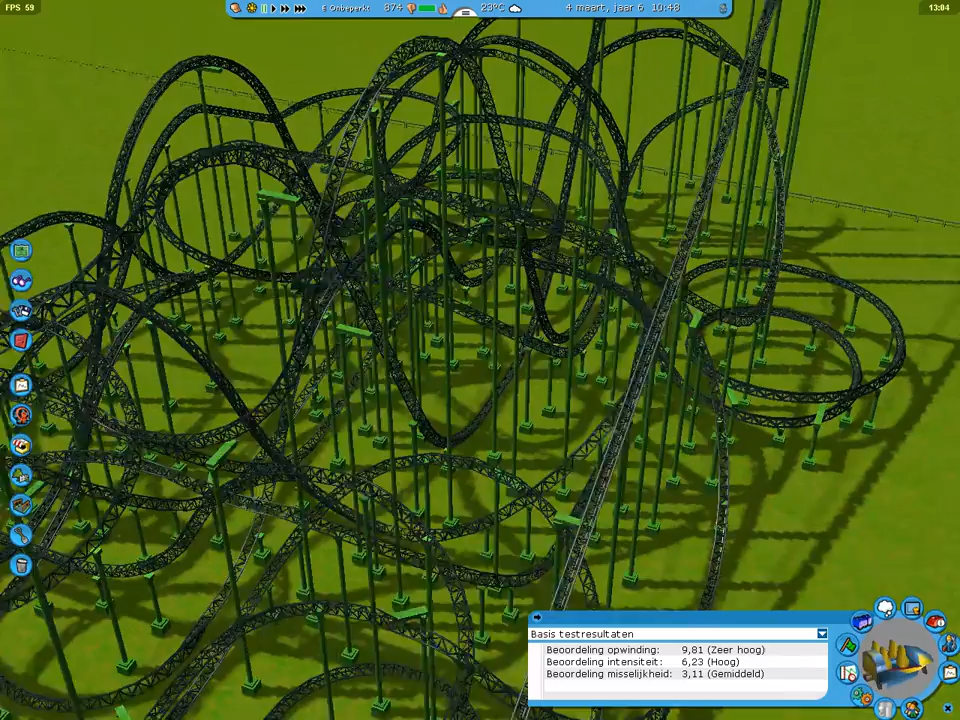 FPS 59
Onbeperkt 874 23°C 4 maart, jaar 6 10:48
13:04
Basis testresultaten
Beoordeling opwinding: 9,81 (Zeer hoog)
Beoordeling intensiteit: 6,23 (Hoog)
Beoordeling misselijkheid: 3,11 (Gemiddeld)